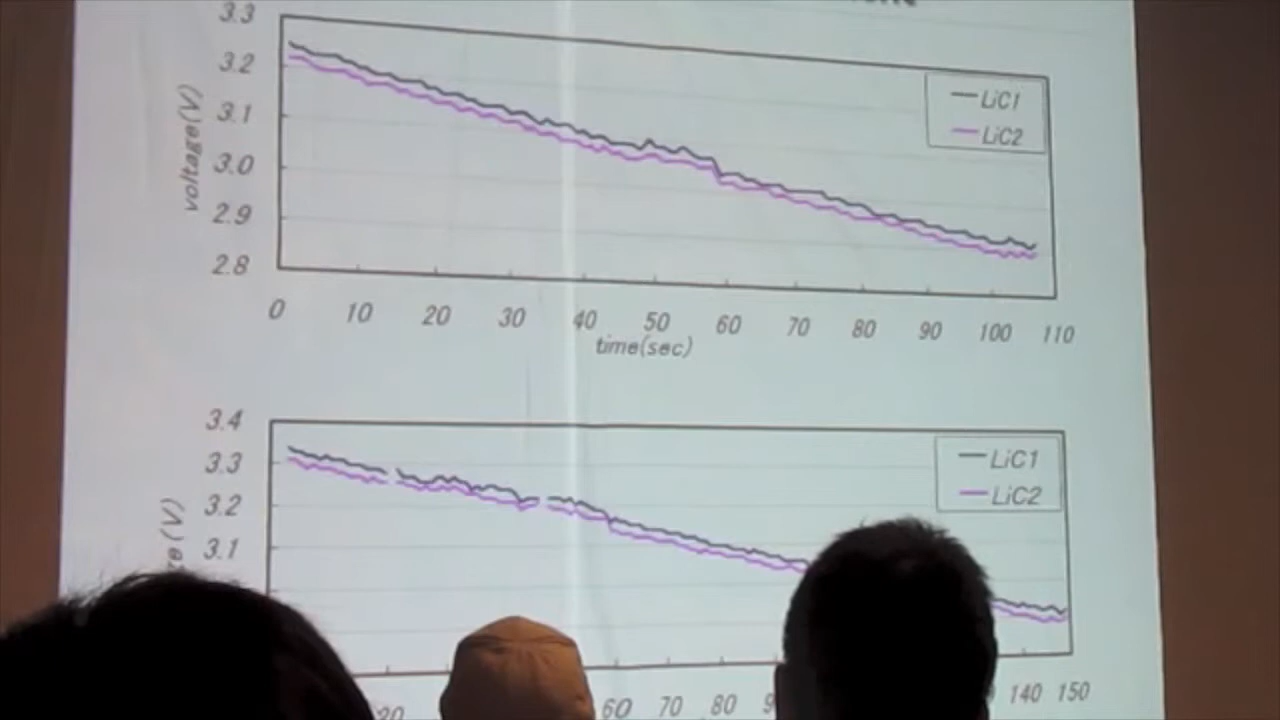 3.3
3.2
3.1
3.0
2.9
2.8
voltage(V)
LiC1
LiC2
0 10 20 30 40 50 60 70 80 90 100 110
time(sec)
3.4
3.3
3.2
3.1
(V)
LiC1
LiC2
60 70 80 140 150